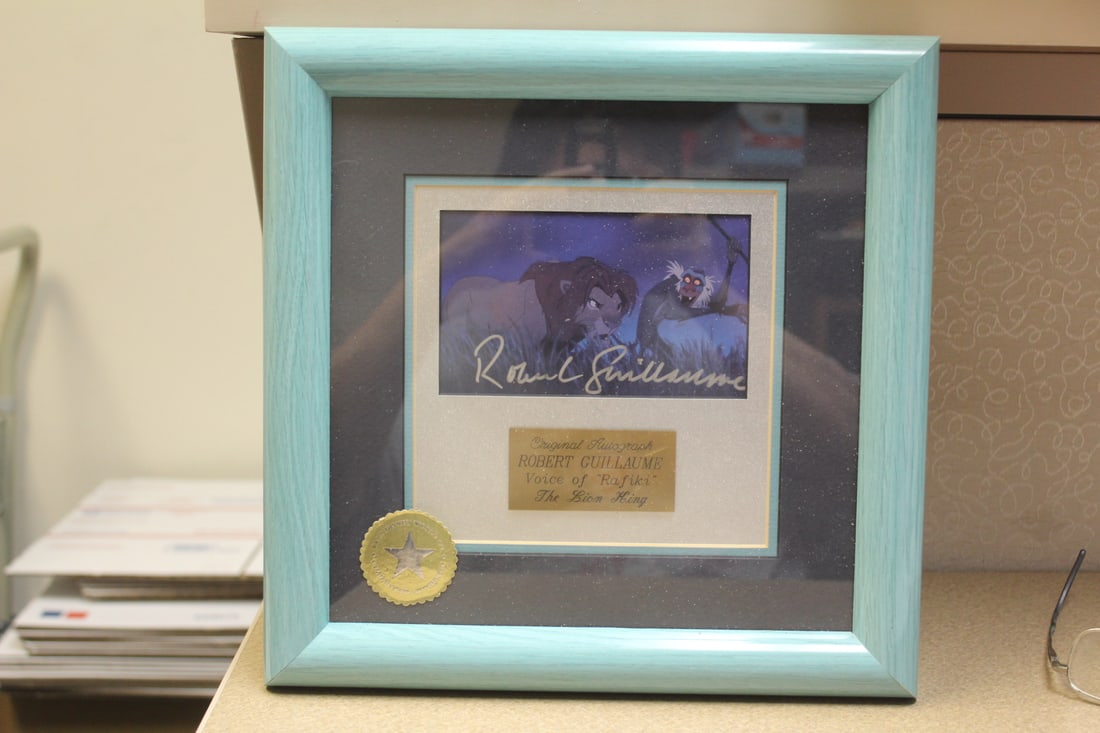 Robert Guillaume
Original Autograph
ROBERT GUILLAUME
Voice of "Rafiki"
The Lion King